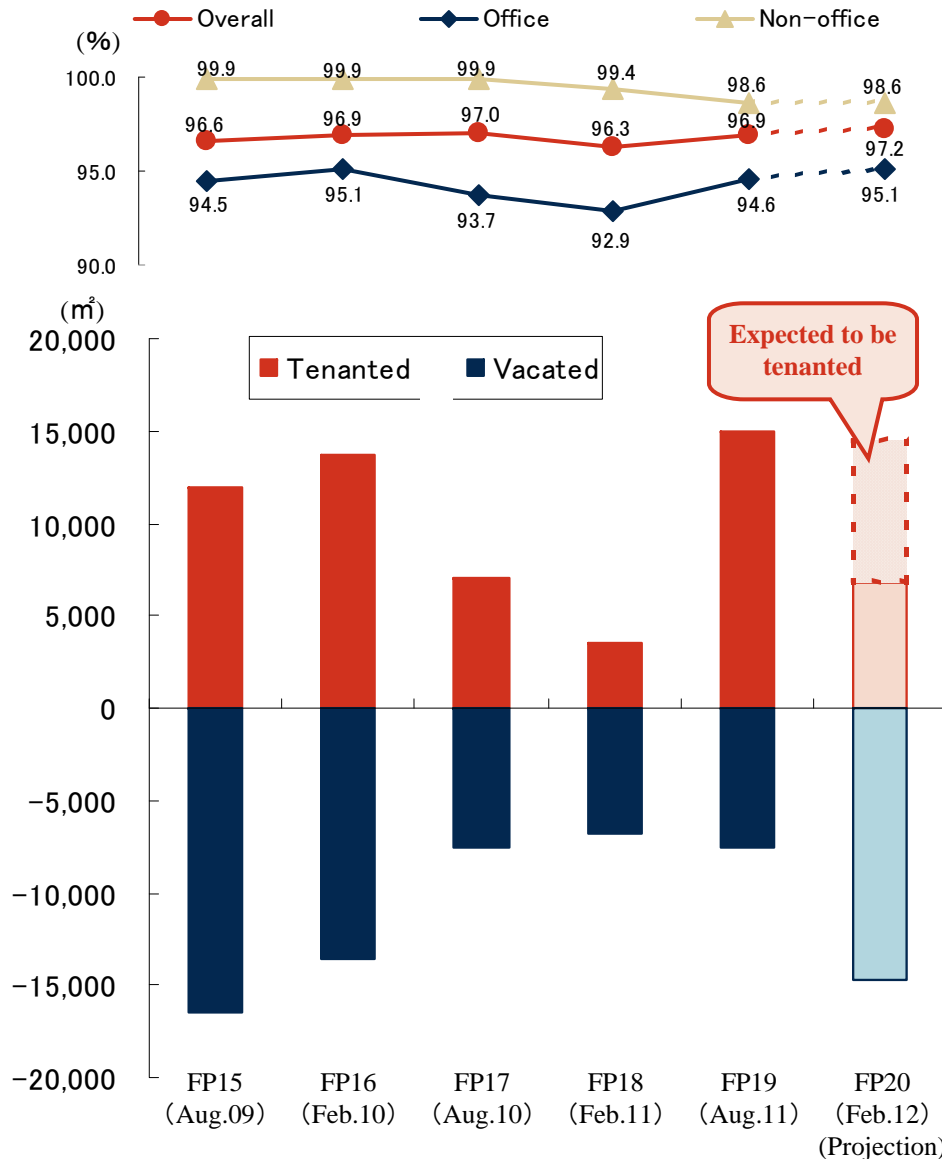 Overall Office Non-office
(%)
100.0
95.0
90.0
99.9 99.9 99.9 99.4 98.6 98.6
96.6 96.9 97.0 96.3 96.9 97.2
94.5 95.1 93.7 92.9 94.6 95.1
(㎡)
20,000
15,000
10,000
5,000
0
-5,000
-10,000
-15,000
-20,000
Tenanted Vacated
Expected to be
tenanted
FP15 FP16 FP17 FP18 FP19 FP20
(Aug.09) (Feb.10) (Aug.10) (Feb.11) (Aug.11) (Feb.12)
(Projection)